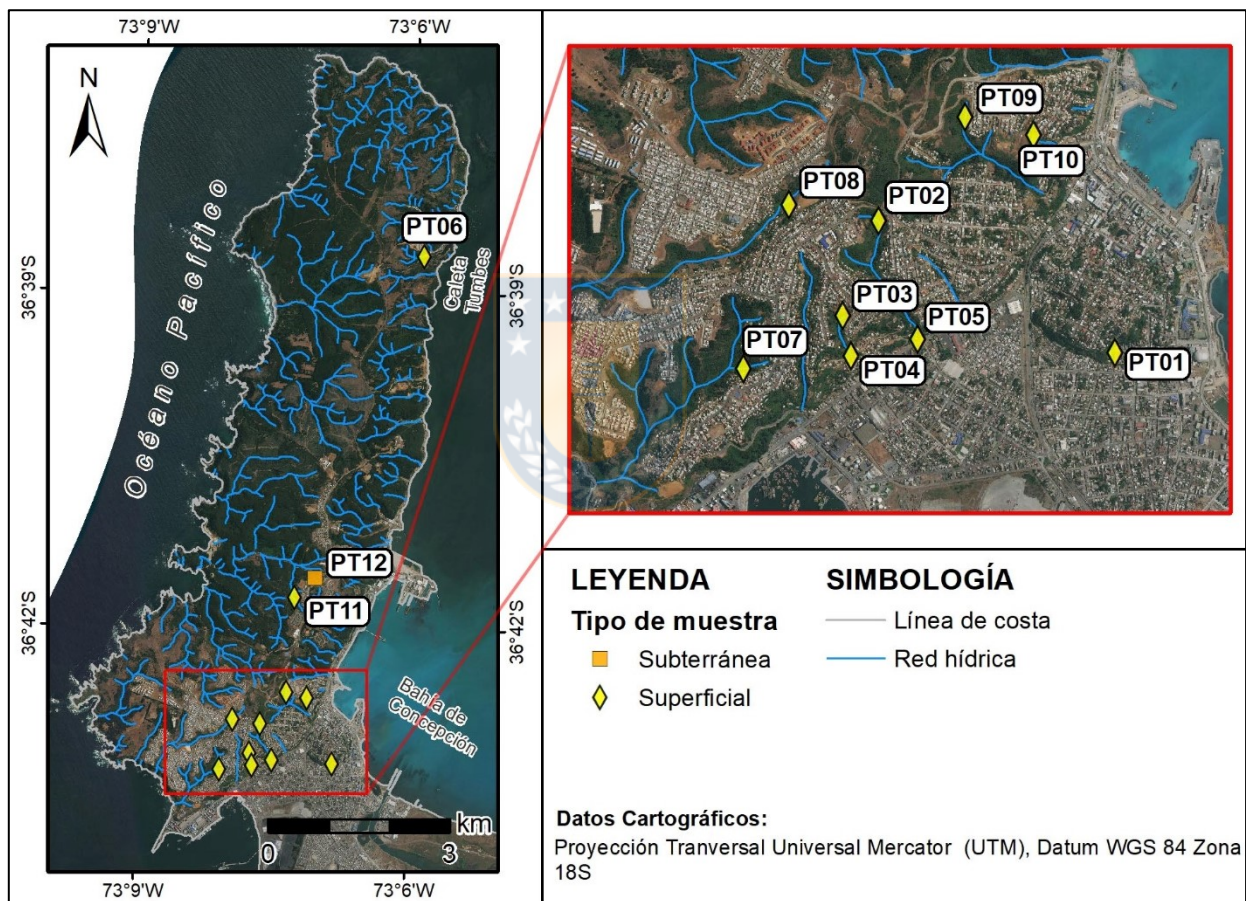 73°9'W
73°6'W
N
Océano Pacífico
PT06
Caleta
Tumbes
36°39'S
36°39'S
PT12
PT11
36°42'S
36°42'S
Bahía de
Concepción
km
0
3
73°9'W
73°6'W
PT09
PT10
PT08
PT02
PT03
PT05
PT07
PT04
PT01
LEYENDA
Tipo de muestra
Subterránea
Superficial
SIMBOLOGÍA
Línea de costa
Red hídrica
Datos Cartográficos:
Proyección Tranversal Universal Mercator (UTM), Datum WGS 84 Zona
18S